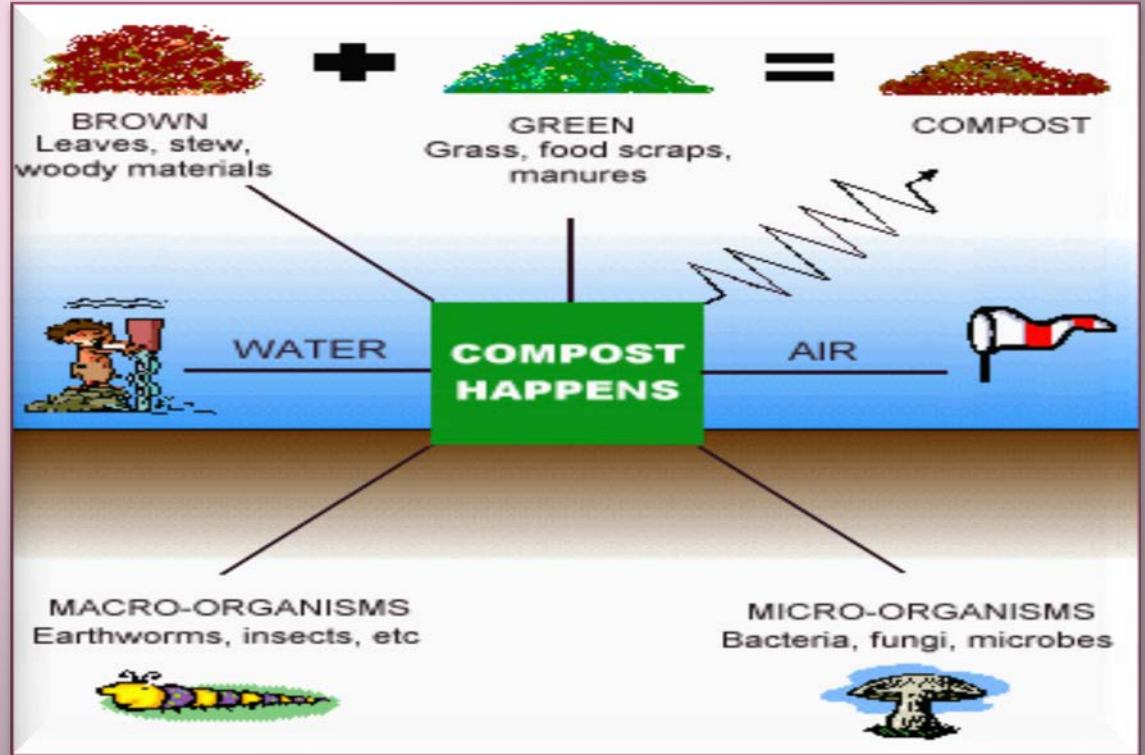 + =
BROWN
Leaves, stew,
woody materials
GREEN
Grass, food scraps,
manures
COMPOST
WATER
COMPOST
HAPPENS
AIR
MACRO-ORGANISMS
Earthworms, insects, etc
MICRO-ORGANISMS
Bacteria, fungi, microbes